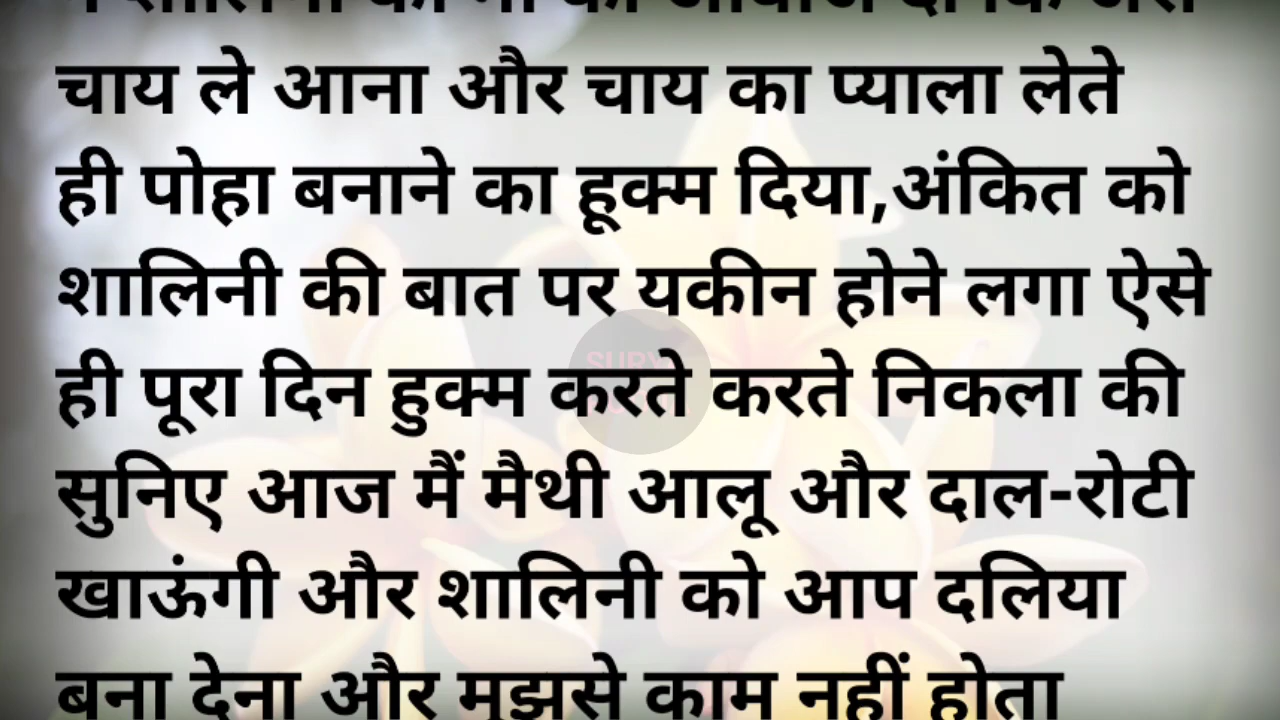 चाय ले आना और चाय का प्याला लेते
ही पोहा बनाने का हूक्म दिया,अंकित को
शालिनी की बात पर यकीन होने लगा ऐसे
ही पूरा दिन हुक्म करते करते निकला की
सुनिए आज मैं मैथी आलू और दाल-रोटी
खाऊंगी और शालिनी को आप दलिया
बना देना और मुझसे काम नहीं होता